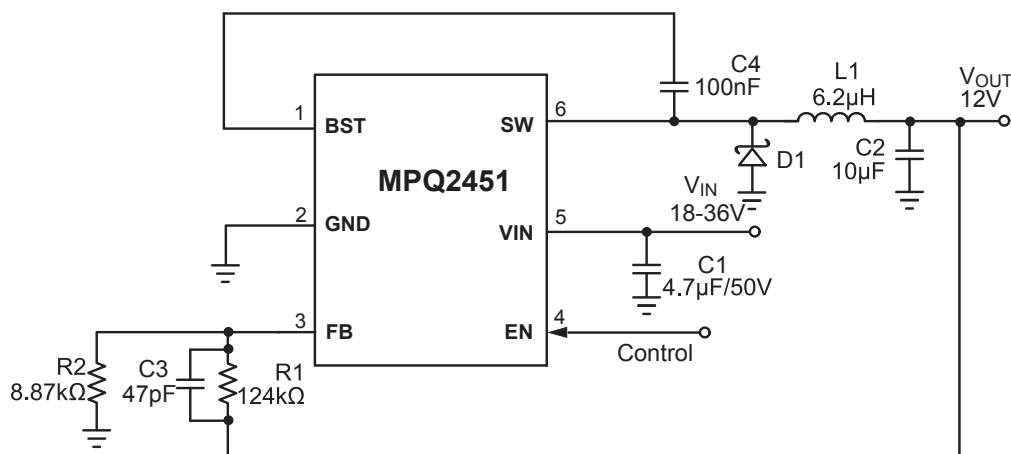 C4
100nF
L1
6.2µH
VOUT
12V
1
BST
SW
6
D1
C2
10µF
MPQ2451
VIN
18-36V
2
GND
VIN
5
C1
4.7µF/50V
3
FB
EN
4
Control
R2
8.87kΩ
C3
47pF
R1
124kΩ